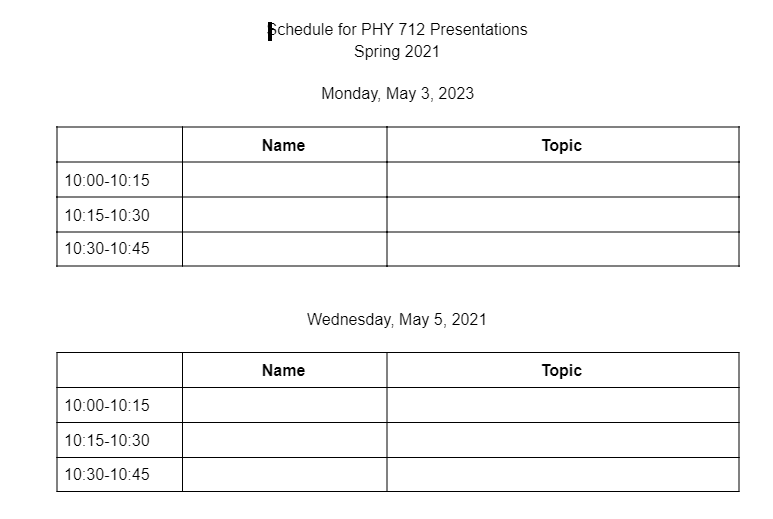 Schedule for PHY 712 Presentations
Spring 2021
Monday, May 3, 2023
Name Topic
10:00-10:15
10:15-10:30
10:30-10:45
Wednesday, May 5, 2021
Name Topic
10:00-10:15
10:15-10:30
10:30-10:45